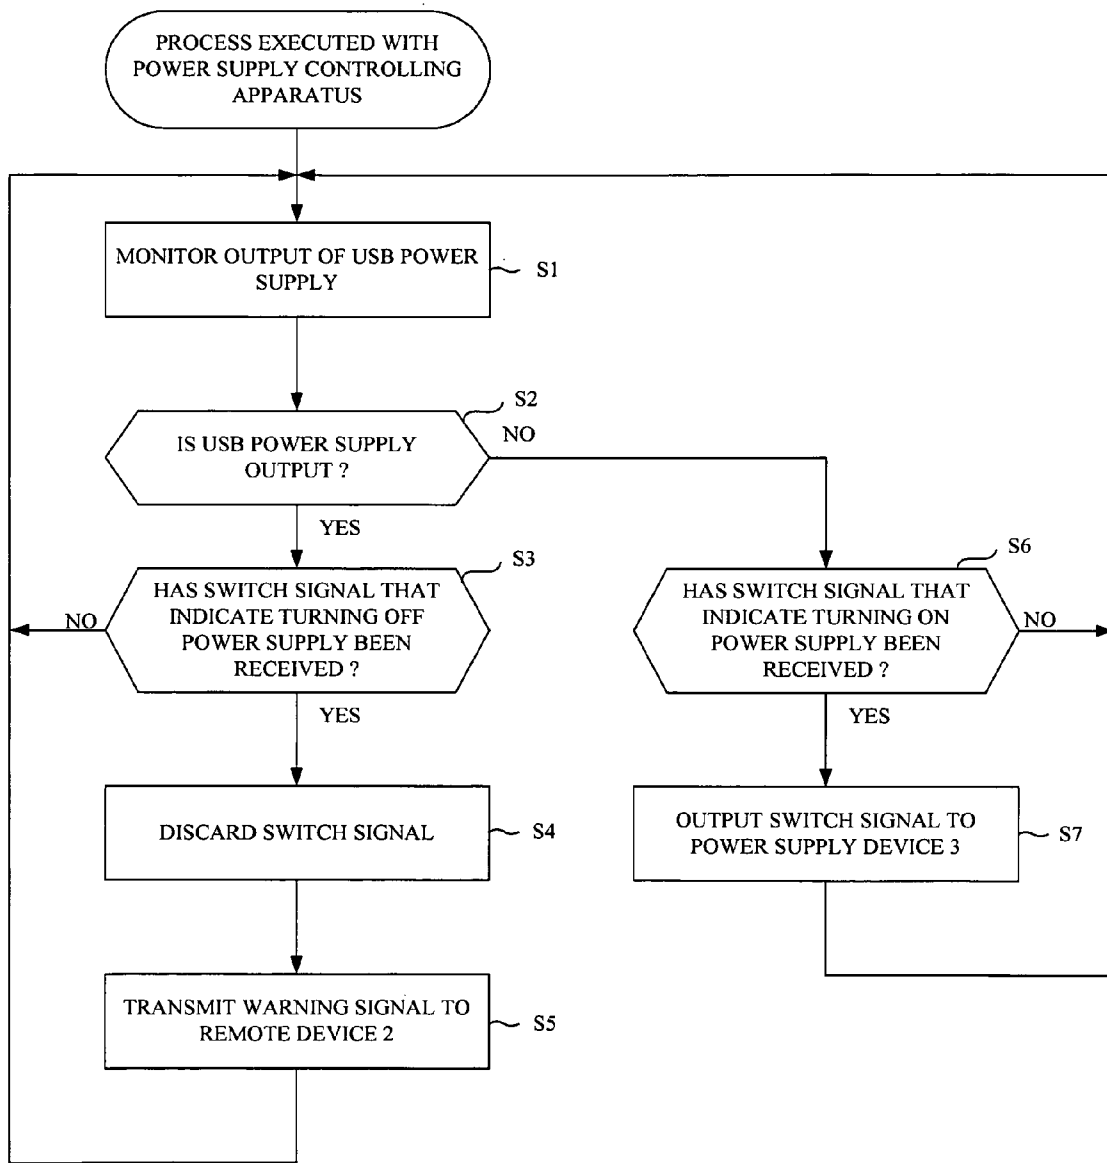 PROCESS EXECUTED WITH
POWER SUPPLY CONTROLLING
APPARATUS
MONITOR OUTPUT OF USB POWER
SUPPLY
S1
S2
IS USB POWER SUPPLY
OUTPUT ?
NO
YES
S3
HAS SWITCH SIGNAL THAT
INDICATE TURNING OFF
POWER SUPPLY BEEN
RECEIVED ?
NO
YES
S6
HAS SWITCH SIGNAL THAT
INDICATE TURNING ON
POWER SUPPLY BEEN
RECEIVED ?
NO
YES
DISCARD SWITCH SIGNAL
S4
OUTPUT SWITCH SIGNAL TO
POWER SUPPLY DEVICE 3
S7
TRANSMIT WARNING SIGNAL TO
REMOTE DEVICE 2
S5